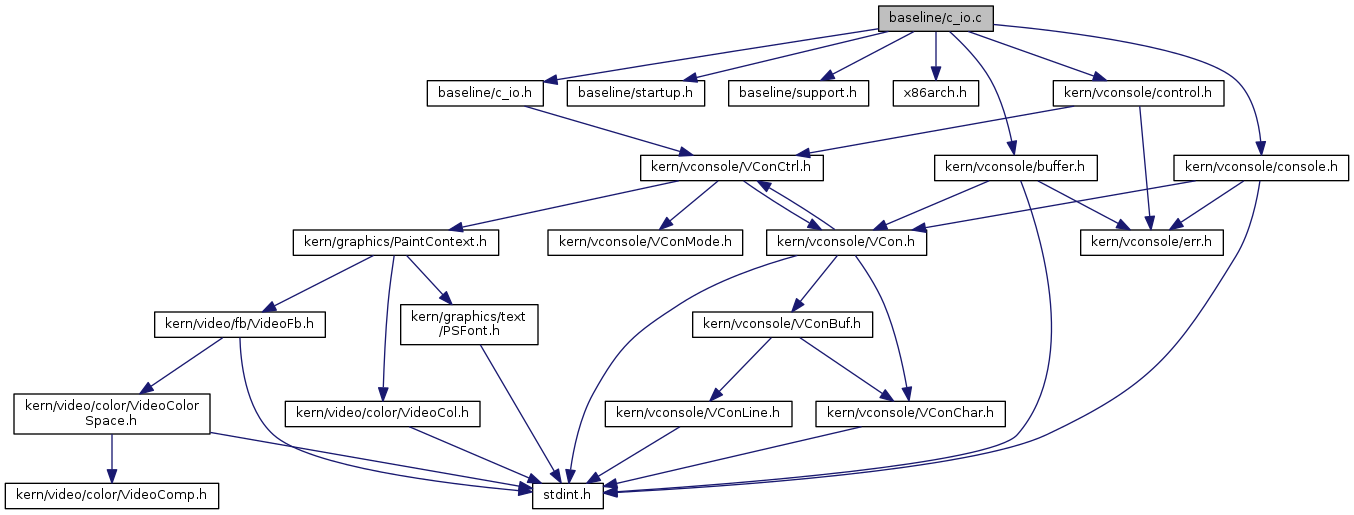 baseline/c_io.c
baseline/c_io.h
baseline/startup.h
baseline/support.h
x86arch.h
kern/vconsole/control.h
kern/vconsole/VConCtrl.h
kern/vconsole/buffer.h
kern/vconsole/console.h
kern/graphics/PaintContext.h
kern/vconsole/VConMode.h
kern/vconsole/VCon.h
kern/vconsole/err.h
kern/video/fb/VideoFb.h
kern/graphics/text
/PSFont.h
kern/vconsole/VConBuf.h
kern/video/color/VideoColor
Space.h
kern/video/color/VideoCol.h
kern/vconsole/VConLine.h
kern/vconsole/VConChar.h
kern/video/color/VideoComp.h
stdint.h